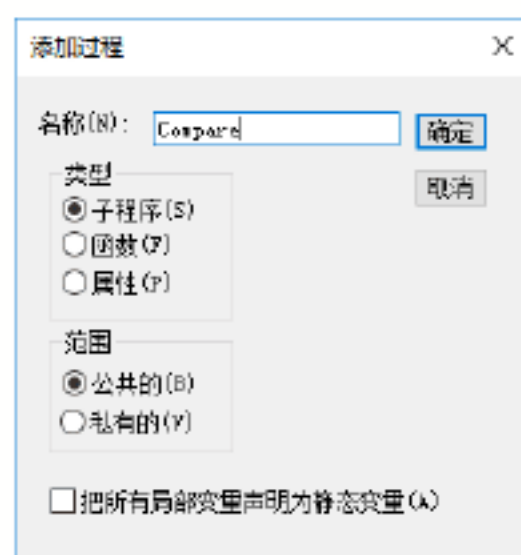 添加过程
名称(N): Compare 确定
类型 取消
子程序(S)
函数(F)
属性(P)
范围
公共的(B)
私有的(V)
把所有局部变量声明为静态变量(A)